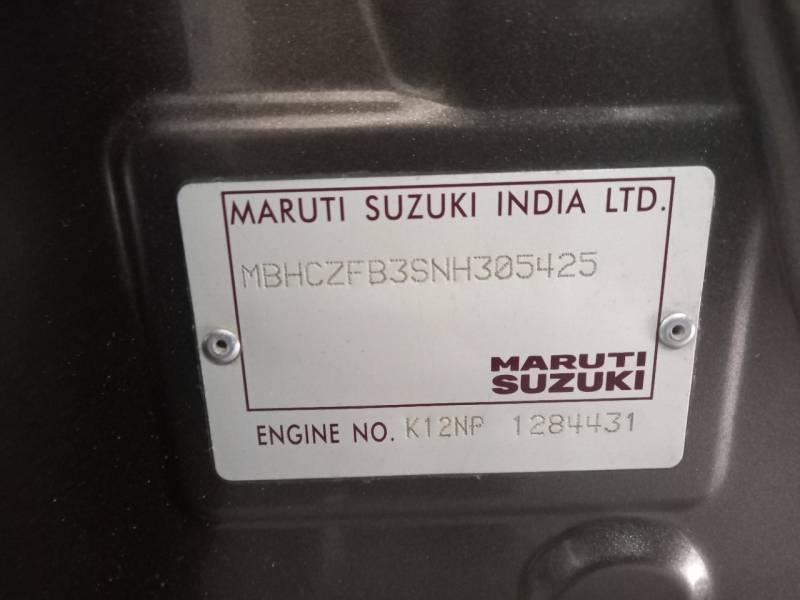 MARUTI SUZUKI INDIA LTD.
MBHCZFB3SNH305425
MARUTI
SUZUKI
ENGINE NO. K12NP 1284431